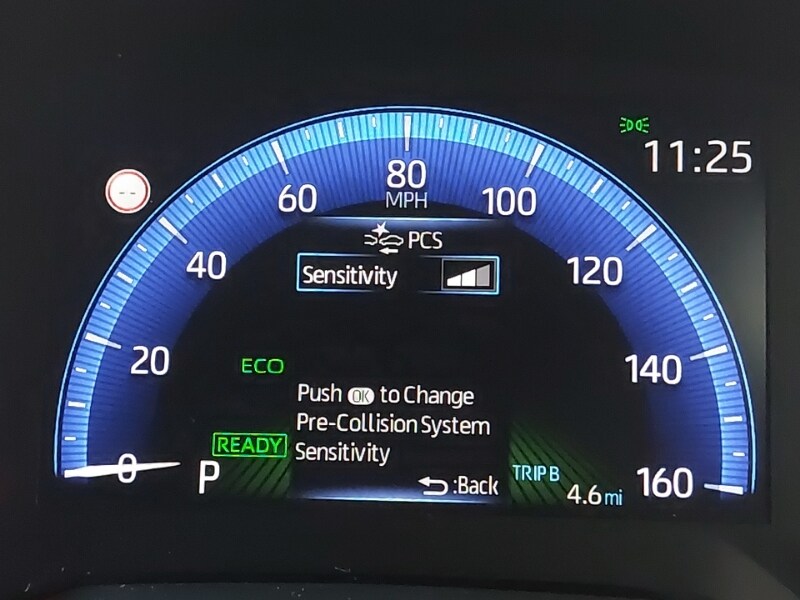 11:25
80
MPH
60
100
PCS
40
Sensitivity
120
20
ECO
140
Push OK to Change
Pre-Collision System
Sensitivity
READY
0
P
:Back
TRIP B
4.6 mi
160
--